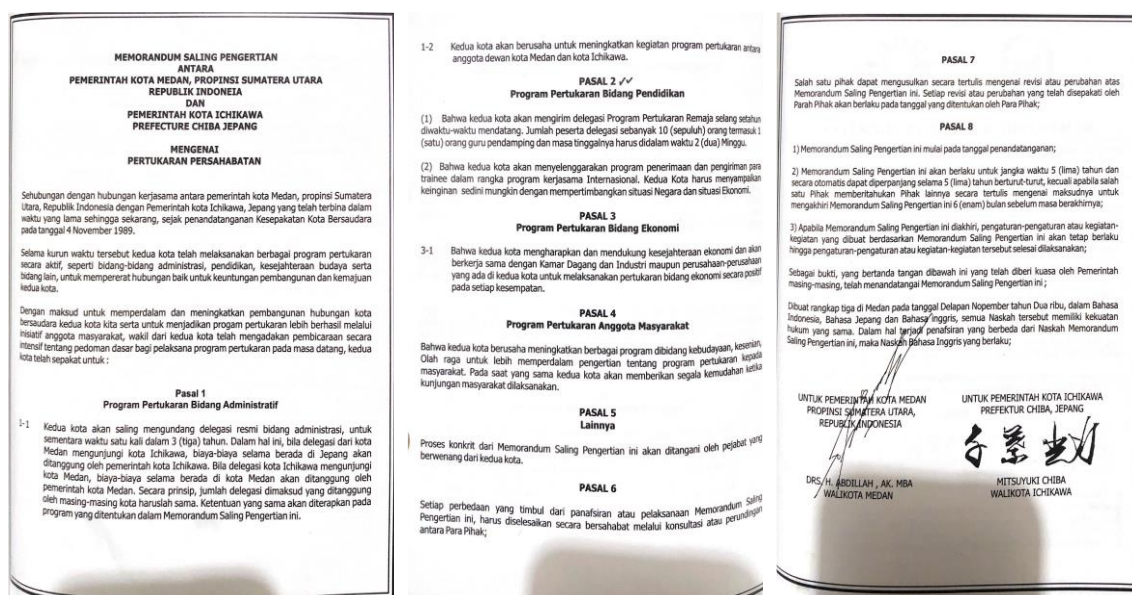 MEMORANDUM SALING PENGERTIAN
ANTARA
PEMERINTAH KOTA MEDAN, PROPINSI SUMATERA UTARA
REPUBLIK INDONEIA
DAN
PEMERINTAH KOTA ICHIKAWA
PREFECTURE CHIBA JEPANG
MENGENAI
PERTUKARAN PERSAHABATAN
Sehubungan dengan hubungan kerjasama antara pemerintah kota Medan, propinsi Sumatera
Utara, Republik Indonesia dengan Pemerintah kota Ichikawa, Jepang yang telah terbina dalam
waktu yang lama sehingga sekarang, sejak penandatanganan Kesepakatan Kota Bersaudara
pada tanggal 4 November 1989.
Selama kurun waktu tersebut kedua kota telah melaksanakan berbagai program pertukaran
secara aktif, seperti bidang-bidang administrasi, pendidikan, kesejahteraan budaya serta
bidang lain, untuk mempererat hubungan baik untuk keuntungan pembangunan dan kemajuan
kedua kota.
Dengan maksud untuk memperdalam dan meningkatkan pembangunan hubungan kota
bersaudara kedua kota kita serta untuk menjadikan progam pertukaran lebih berhasil melalui
inisiatif anggota masyarakat, wakil dari kedua kota telah mengadakan pembicaraan secara
intensif tentang pedoman dasar bagi pelaksana program pertukaran pada masa datang, kedua
kota telah sepakat untuk :
Pasal 1
Program Pertukaran Bidang Administratif
1-1 Kedua kota akan saling mengundang delegasi resmi bidang administrasi, untuk
sementara waktu satu kali dalam 3 (tiga) tahun. Dalam hal ini, bila delegasi dari kota
Medan mengunjungi kota Ichikawa, biaya-biaya selama berada di Jepang akan
ditanggung oleh pemerintah kota Ichikawa. Bila delegasi kota Ichikawa mengunjungi
kota Medan, biaya-biaya selama berada di kota Medan akan ditanggung oleh
pemerintah kota Medan. Secara prinsip, jumlah delegasi dimaksud yang ditanggung
oleh masing-masing kota haruslah sama. Ketentuan yang sama akan diterapkan pada
program yang ditentukan dalam Memorandum Saling Pengertian ini.
1-2 Kedua kota akan berusaha untuk meningkatkan kegiatan program pertukaran antara
anggota dewan kota Medan dan kota Ichikawa.
PASAL 2 ✓✓
Program Pertukaran Bidang Pendidikan
(1) Bahwa kedua kota akan mengirim delegasi Program Pertukaran Remaja selang setahun
diwaktu-waktu mendatang. Jumlah peserta delegasi sebanyak 10 (sepuluh) orang termasuk 1
(satu) orang guru pendamping dan masa tinggalnya harus didalam waktu 2 (dua) Minggu.
(2) Bahwa kedua kota akan menyelenggarakan program penerimaan dan pengiriman para
trainee dalam rangka program kerjasama Internasional. Kedua Kota harus menyampaikan
keinginan sedini mungkin dengan mempertimbangkan situasi Negara dan situasi Ekonomi.
PASAL 3
Program Pertukaran Bidang Ekonomi
3-1 Bahwa kedua kota mengharapkan dan mendukung kesejahteraan ekonomi dan akan
berkerja sama dengan Kamar Dagang dan Industri maupun perusahaan-perusahaan
yang ada di kedua kota untuk melaksanakan pertukaran bidang ekonomi secara positif
pada setiap kesempatan.
PASAL 4
Program Pertukaran Anggota Masyarakat
Bahwa kedua kota berusaha meningkatkan berbagai program dibidang kebudayaan, kesenian,
Olah raga untuk lebih memperdalam pengertian tentang program pertukaran kepada
masyarakat. Pada saat yang sama kedua kota akan memberikan segala kemudahan ketika
kunjungan masyarakat dilaksanakan.
PASAL 5
Lainnya
Proses konkrit dari Memorandum Saling Pengertian ini akan ditangani oleh pejabat yang
berwenang dari kedua kota.
PASAL 6
Setiap perbedaan yang timbul dari panafsiran atau pelaksanaan Memorandum Saling
Pengertian ini, harus diselesaikan secara bersahabat melalui konsultasi atau perundingan
antara Para Pihak;
PASAL 7
Salah satu pihak dapat mengusulkan secara tertulis mengenai revisi atau perubahan atas
Memorandum Saling Pengertian ini. Setiap revisi atau perubahan yang telah disepakati oleh
Parah Pihak akan berlaku pada tanggal yang ditentukan oleh Para Pihak;
PASAL 8
1) Memorandum Saling Pengertian ini mulai pada tanggal penandatanganan;
2) Memorandum Saling Pengertian ini akan berlaku untuk jangka waktu 5 (lima) tahun dan
secara otomatis dapat diperpanjang selama 5 (lima) tahun berturut-turut, kecuali apabila salah
satu Pihak memberitahukan Pihak lainnya secara tertulis mengenai maksudnya untuk
mengakhiri Memorandum Saling Pengertian ini 6 (enam) bulan sebelum masa berakhirnya;
3) Apabila Memorandum Saling Pengertian ini diakhiri, pengaturan-pengaturan atau kegiatan-
kegiatan yang dibuat berdasarkan Memorandum Saling Pengertian ini akan tetap berlaku
hingga pengaturan-pengaturan atau kegiatan-kegiatan tersebut selesai dilaksanakan;
Sebagai bukti, yang bertanda tangan dibawah ini yang telah diberi kuasa oleh Pemerintah
masing-masing, telah menandatangai Memorandum Saling Pengertian ini ;
Dibuat rangkap tiga di Medan pada tanggal Delapan Nopember tahun Dua ribu, dalam Bahasa
Indonesia, Bahasa Jepang dan Bahasa Inggris, semua Naskah tersebut memiliki kekuatan
hukum yang sama. Dalam hal terjadi penafsiran yang berbeda dari Naskah Memorandum
Saling Pengertian ini, maka Naskah Bahasa Inggris yang berlaku;
UNTUK PEMERINTAH KOTA MEDAN
PROPINSI SUMATERA UTARA,
REPUBLIK INDONESIA
DRS. H. ABDILLAH , AK. MBA
WALIKOTA MEDAN
UNTUK PEMERINTAH KOTA ICHIKAWA
PREFEKTUR CHIBA, JEPANG
MITSUYUKI CHIBA
WALIKOTA ICHIKAWA